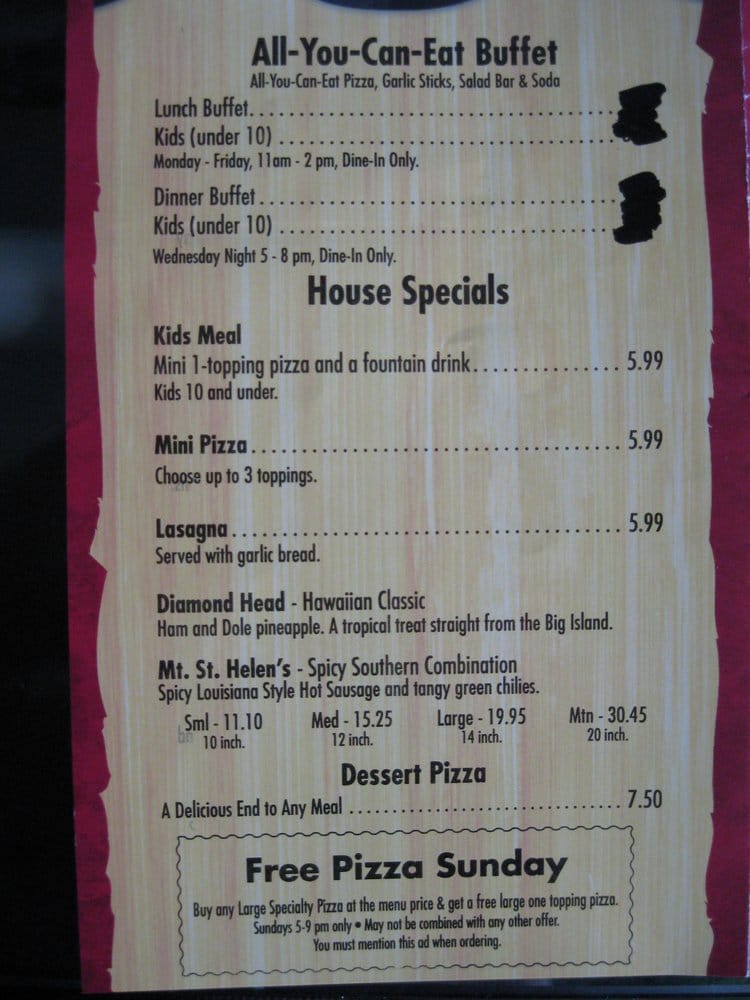 All-You-Can-Eat Buffet
All-You-Can-Eat Pizza, Garlic Sticks, Salad Bar & Soda
Lunch Buffet
Kids (under 10)
Monday - Friday, 11am - 2 pm, Dine-In Only.
Dinner Buffet
Kids (under 10)
Wednesday Night 5 - 8 pm, Dine-In Only.
House Specials
Kids Meal
Mini 1-topping pizza and a fountain drink................ 5.99
Kids 10 and under.
Mini Pizza........................................ 5.99
Choose up to 3 toppings.
Lasagna.......................................... 5.99
Served with garlic bread.
Diamond Head - Hawaiian Classic
Ham and Dole pineapple. A tropical treat straight from the Big Island.
Mt. St. Helen's - Spicy Southern Combination
Spicy Louisiana Style Hot Sausage and tangy green chilies.
Sml - 11.10 Med - 15.25 Large - 19.95 Mtn - 30.45
10 inch. 12 inch. 14 inch. 20 inch.
Dessert Pizza
A Delicious End to Any Meal ............................... 7.50
Free Pizza Sunday
Buy any Large Specialty Pizza at the menu price & get a free large one topping pizza.
Sundays 5-9 pm only • May not be combined with any other offer.
You must mention this ad when ordering.